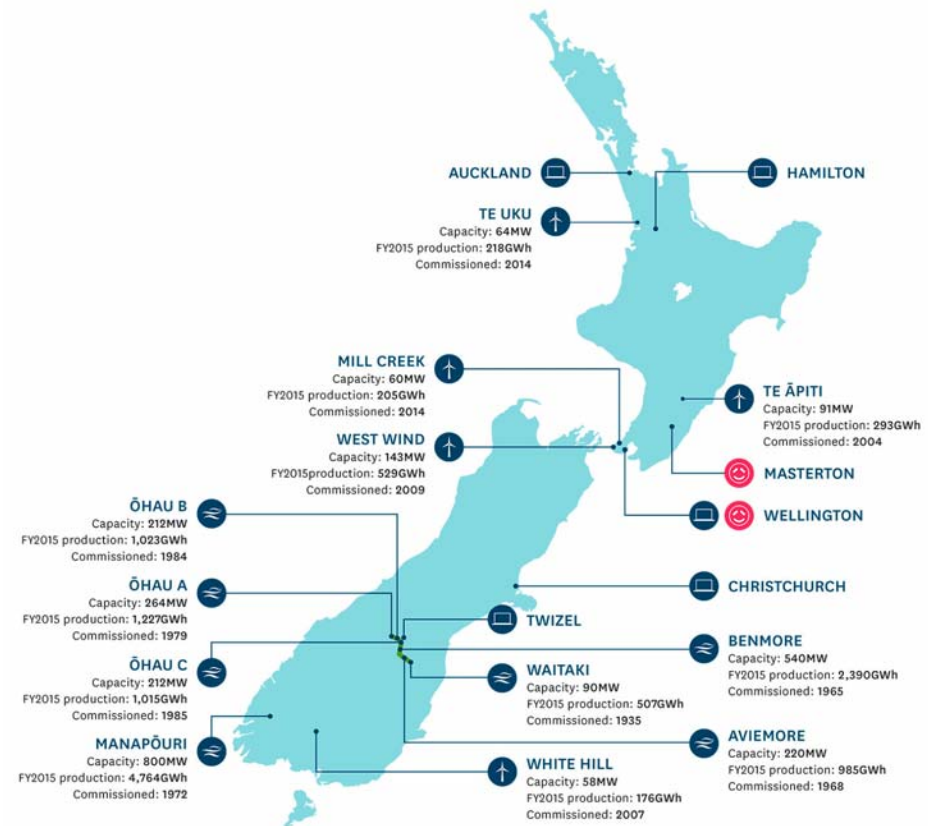 AUCKLAND
HAMILTON
TE UKU
Capacity: 64MW
FY2015 production: 218GWh
Commissioned: 2014
MILL CREEK
Capacity: 60MW
FY2015 production: 205GWh
Commissioned: 2014
TE ĀPITI
Capacity: 91MW
FY2015 production: 293GWh
Commissioned: 2004
WEST WIND
Capacity: 143MW
FY2015production: 529GWh
Commissioned: 2009
MASTERTON
WELLINGTON
ŌHAU B
Capacity: 212MW
FY2015 production: 1,023GWh
Commissioned: 1984
ŌHAU A
Capacity: 264MW
FY2015 production: 1,227GWh
Commissioned: 1979
CHRISTCHURCH
TWIZEL
ŌHAU C
Capacity: 212MW
FY2015 production: 1,015GWh
Commissioned: 1985
WAITAKI
Capacity: 90MW
FY2015 production: 507GWh
Commissioned: 1935
BENMORE
Capacity: 540MW
FY2015 production: 2,390GWh
Commissioned: 1965
MANAPŌURI
Capacity: 800MW
FY2015 production: 4,764GWh
Commissioned: 1972
WHITE HILL
Capacity: 58MW
FY2015 production: 176GWh
Commissioned: 2007
AVIEMORE
Capacity: 220MW
FY2015 production: 985GWh
Commissioned: 1968